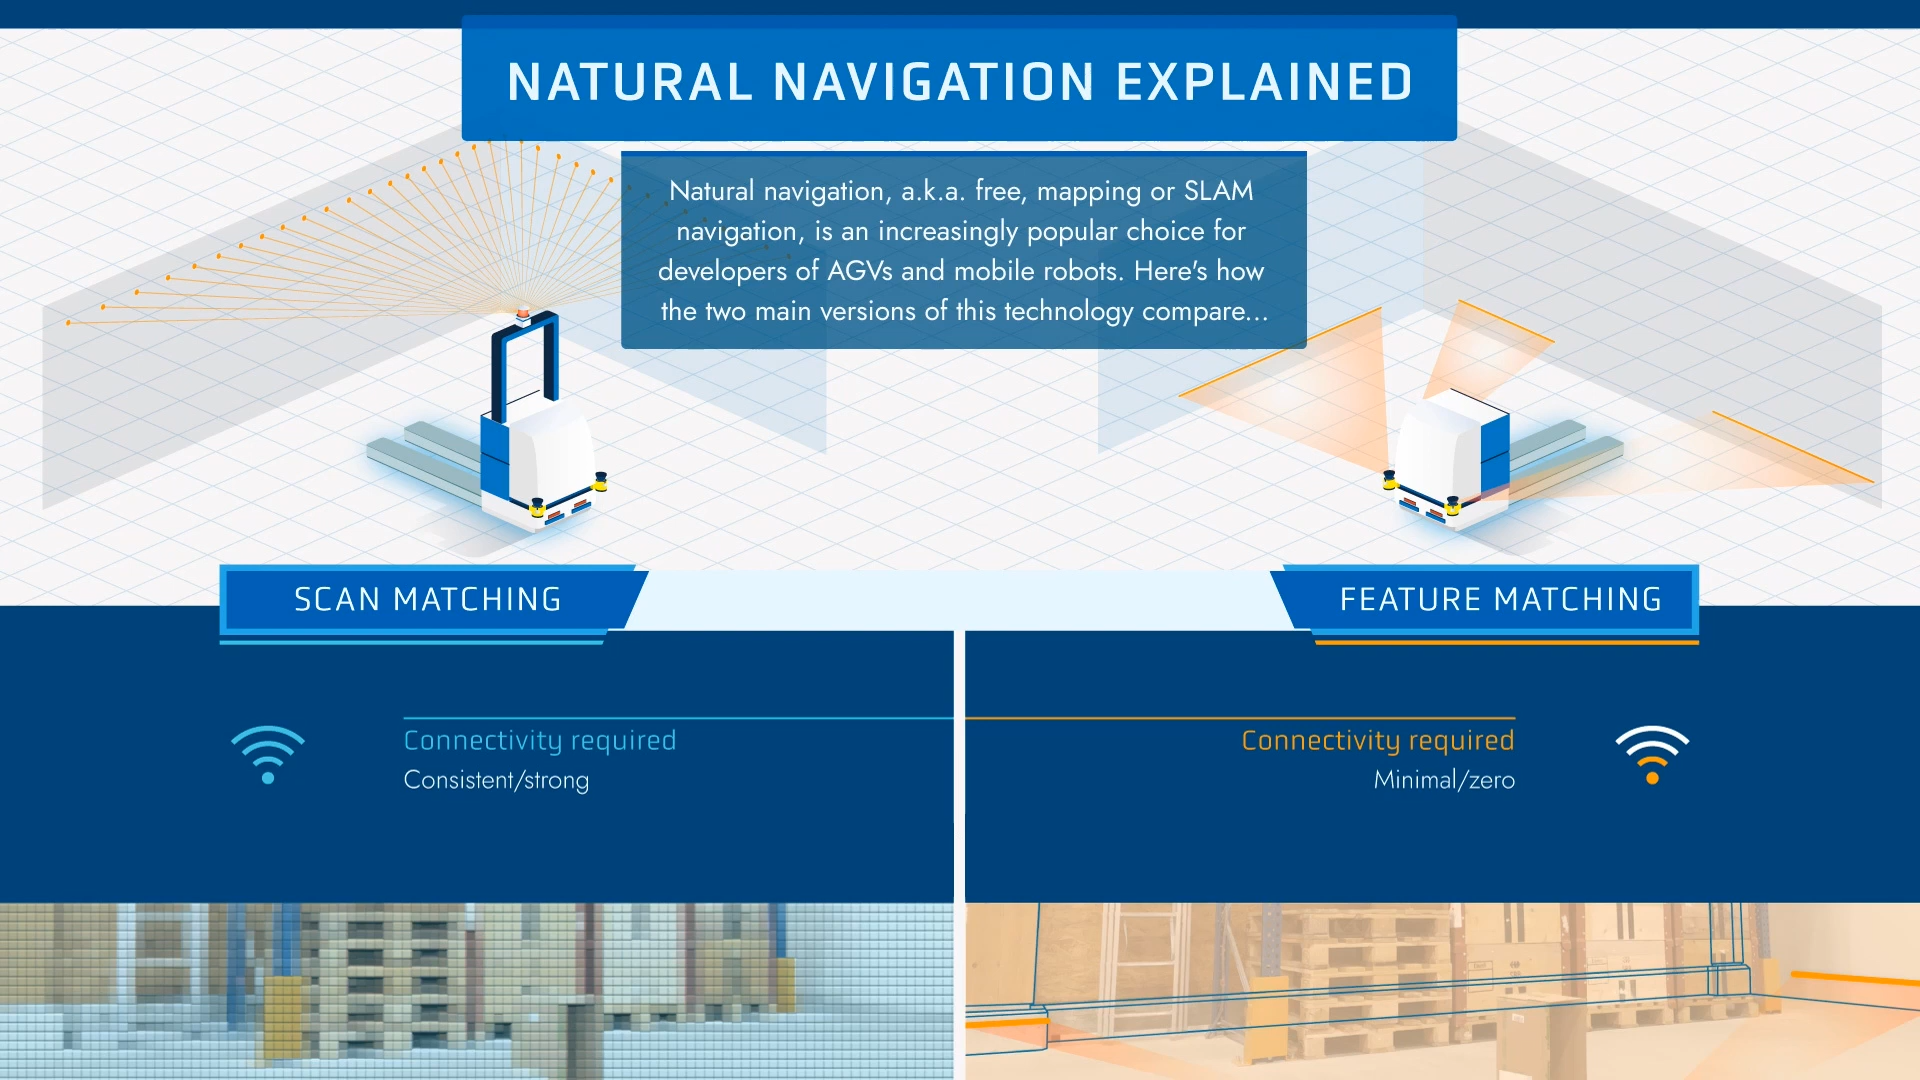 NATURAL NAVIGATION EXPLAINED
Natural navigation, a.k.a. free, mapping or SLAM
navigation, is an increasingly popular choice for
developers of AGVs and mobile robots. Here's how
the two main versions of this technology compare...
SCAN MATCHING
Connectivity required
Consistent/strong
FEATURE MATCHING
Connectivity required
Minimal/zero